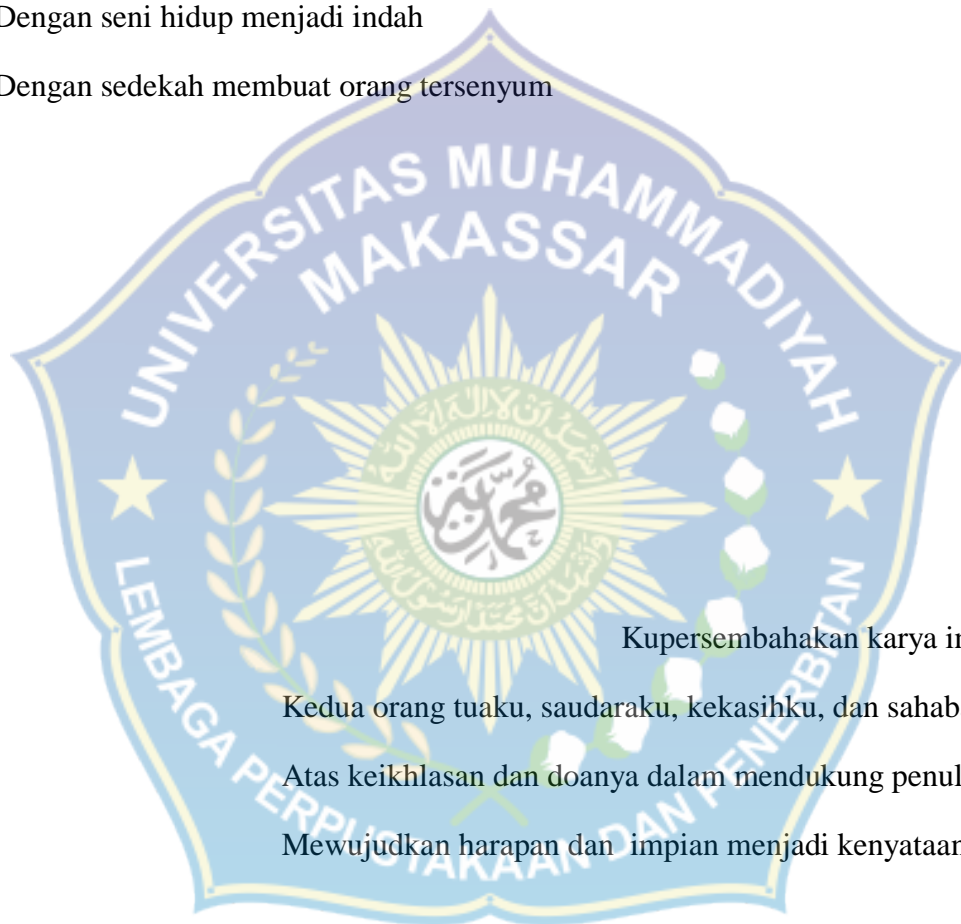 Dengan seni hidup menjadi indah
Dengan sedekah membuat orang tersenyum
UNIVERSITAS MUHAMMADIYAH
MAKASSAR
LEMBAGA PERPUSTAKAAN DAN PENERBITAN
Kupersembahakan karya
Kedua orang tuaku, saudaraku, kekasihku, dan
Atas keikhlasan dan doanya dalam mendukung
Mewujudkan harapan dan impian menjadi kenyataan